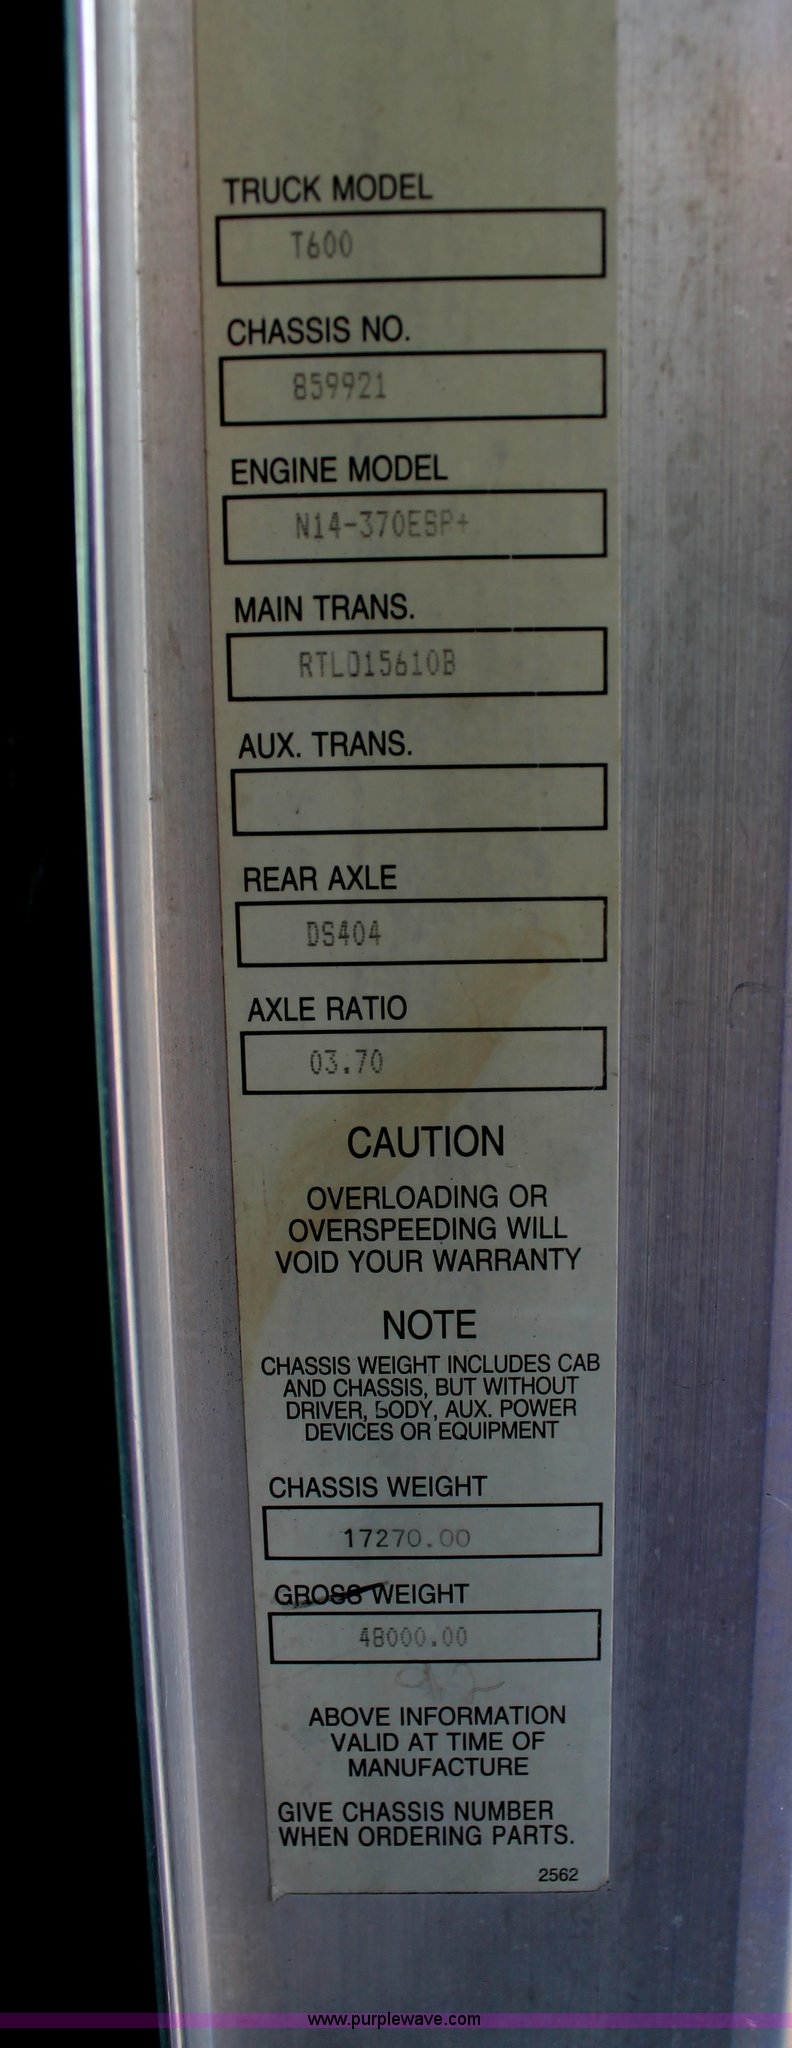 TRUCK MODEL
T600
CHASSIS NO.
859921
ENGINE MODEL
N14-370ESP+
MAIN TRANS.
RTLO15610B
AUX. TRANS.
REAR AXLE
DS404
AXLE RATIO
03.70
CAUTION
OVERLOADING OR
OVERSPEEDING WILL
VOID YOUR WARRANTY
NOTE
CHASSIS WEIGHT INCLUDES CAB
AND CHASSIS, BUT WITHOUT
DRIVER, BODY, AUX. POWER
DEVICES OR EQUIPMENT
CHASSIS WEIGHT
17270.00
GROSS WEIGHT
48000.00
ABOVE INFORMATION
VALID AT TIME OF
MANUFACTURE
GIVE CHASSIS NUMBER
WHEN ORDERING PARTS.
2562
www.purplewave.com